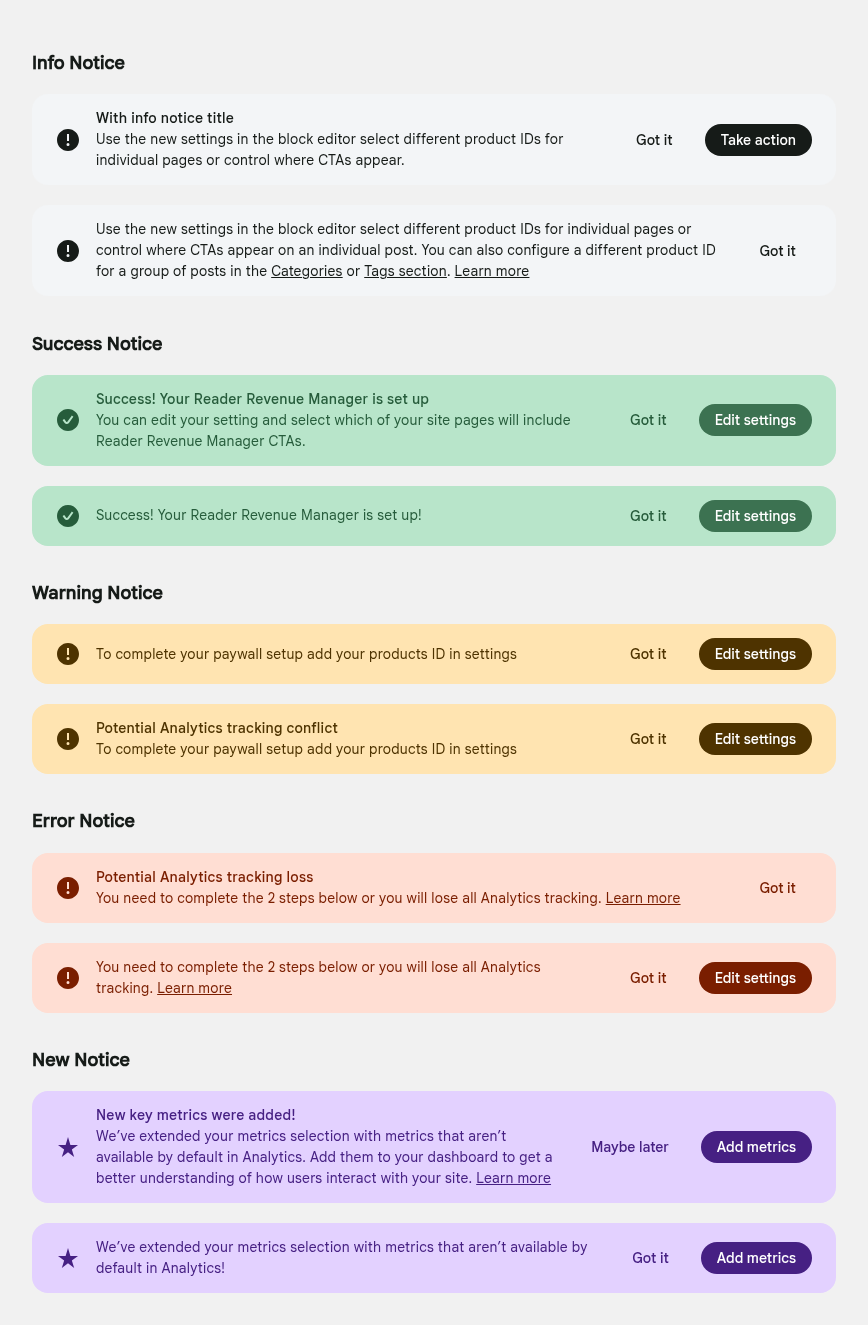 Info Notice
With info notice title
Use the new settings in the block editor select different product IDs for
individual pages or control where CTAs appear.
Got it
Take action
Use the new settings in the block editor select different product IDs for individual pages or
control where CTAs appear on an individual post. You can also configure a different product ID
for a group of posts in the Categories or Tags section. Learn more
Got it
Success Notice
Success! Your Reader Revenue Manager is set up
You can edit your setting and select which of your site pages will include
Reader Revenue Manager CTAs.
Got it
Edit settings
Success! Your Reader Revenue Manager is set up!
Got it
Edit settings
Warning Notice
To complete your paywall setup add your products ID in settings
Got it
Edit settings
Potential Analytics tracking conflict
To complete your paywall setup add your products ID in settings
Got it
Edit settings
Error Notice
Potential Analytics tracking loss
You need to complete the 2 steps below or you will lose all Analytics tracking. Learn more
Got it
You need to complete the 2 steps below or you will lose all Analytics
tracking. Learn more
Got it
Edit settings
New Notice
New key metrics were added!
We’ve extended your metrics selection with metrics that aren’t
available by default in Analytics. Add them to your dashboard to get a
better understanding of how users interact with your site. Learn more
Maybe later
Add metrics
We’ve extended your metrics selection with metrics that aren’t available by
default in Analytics!
Got it
Add metrics